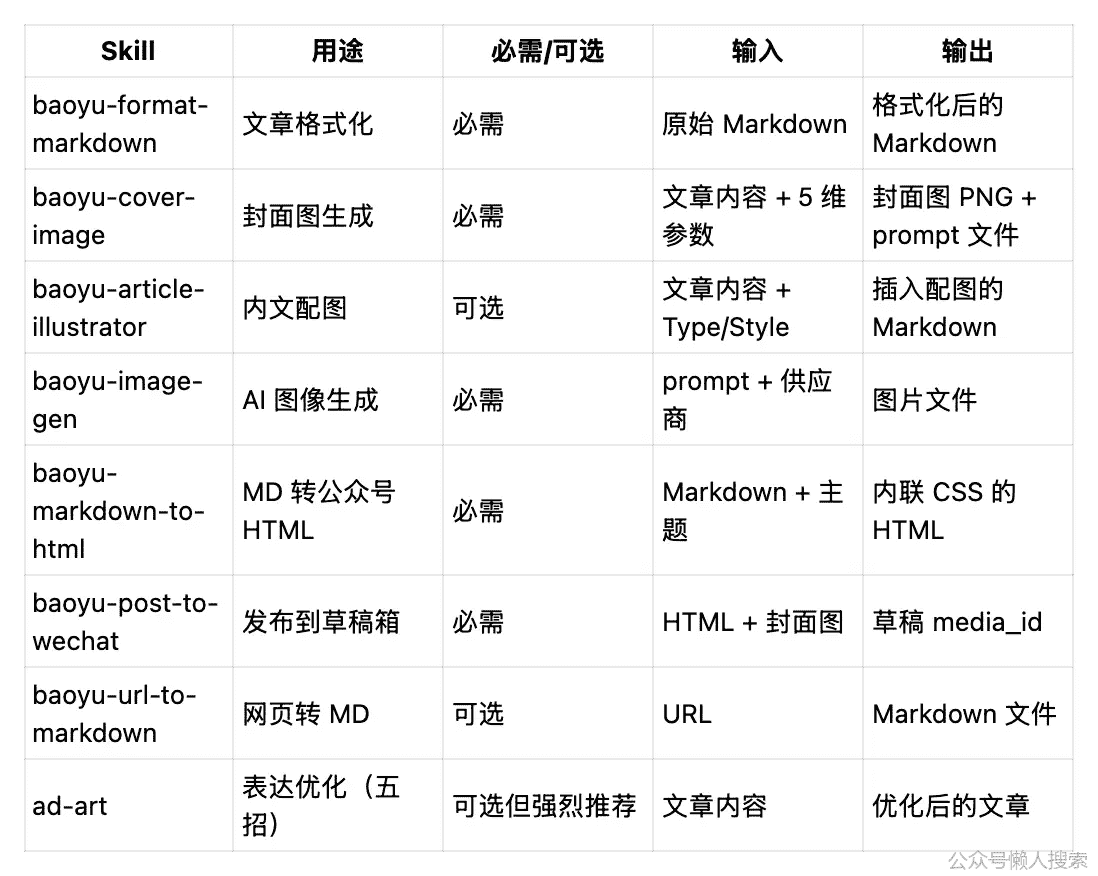 Skill 用途 必需/可选 输入 输出
baoyu-format-markdown 文章格式化 必需 原始 Markdown 格式化后的 Markdown
baoyu-cover-image 封面图生成 必需 文章内容 + 5 维参数 封面图 PNG + prompt 文件
baoyu-article-illustrator 内文配图 可选 文章内容 + Type/Style 插入配图的 Markdown
baoyu-image-gen AI 图像生成 必需 prompt + 供应商 图片文件
baoyu-markdown-to-html MD 转公众号 HTML 必需 Markdown + 主题 内联 CSS 的 HTML
baoyu-post-to-wechat 发布到草稿箱 必需 HTML + 封面图 草稿 media_id
baoyu-url-to-markdown 网页转 MD 可选 URL Markdown 文件
ad-art 表达优化（五招） 可选但强烈推荐 文章内容 优化后的文章
公众号懒人搜索